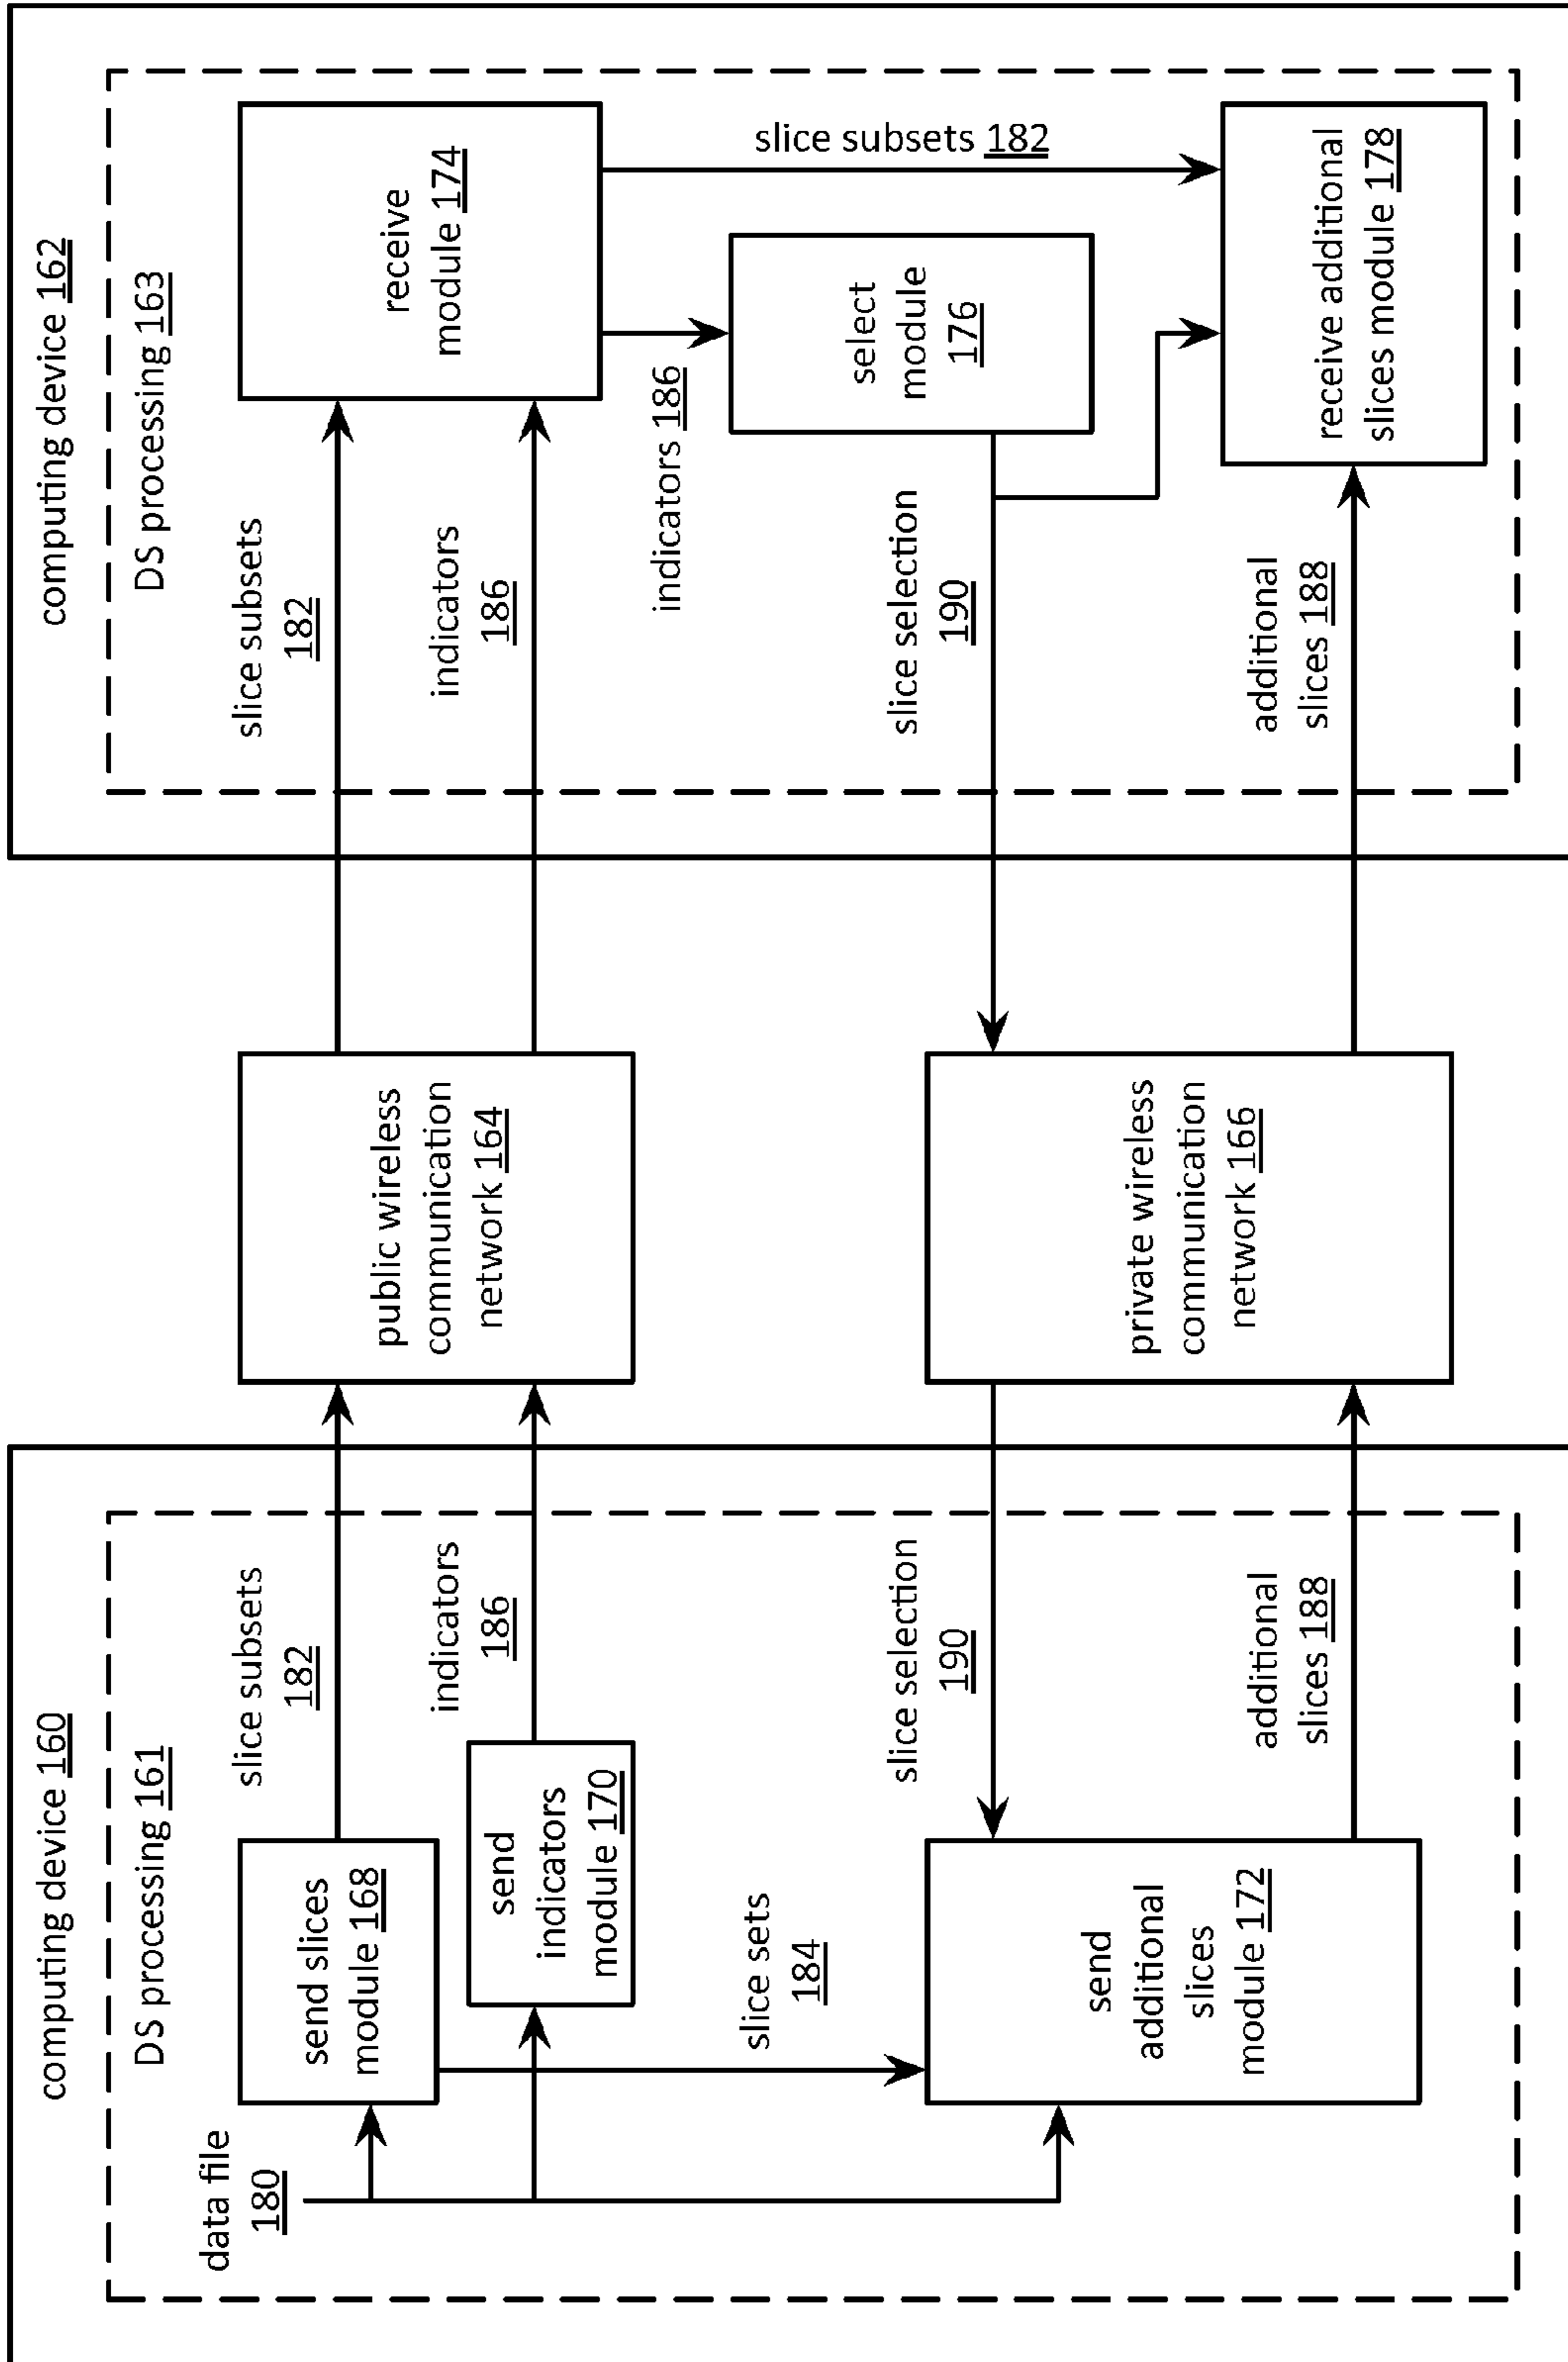 computing device 160
DS processing 161
data file
180
send slices
module 168
slice subsets
182
send
indicators
module 170
indicators
186
slice sets
184
send
additional
slices
module 172
slice selection
190
additional
slices 188
public wireless
communication
network 164
private wireless
communication
network 166
computing device 162
DS processing 163
slice subsets
182
indicators
186
receive
module 174
indicators 186
slice subsets 182
select
module
176
slice selection
190
additional
slices 188
receive additional
slices module 178